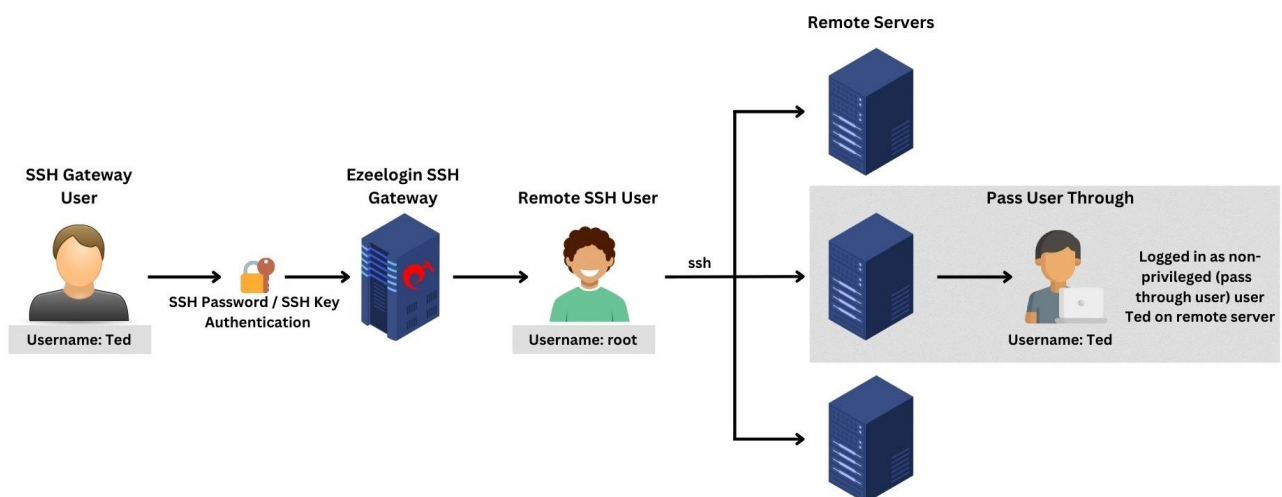 SSH Gateway
User
Username: Ted
SSH Password / SSH Key
Authentication
Ezeelogin SSH
Gateway
Remote SSH User
Username: root
ssh
Remote Servers
Pass User Through
Username: Ted
Logged in as non-
privileged (pass
through user) user
Ted on remote server